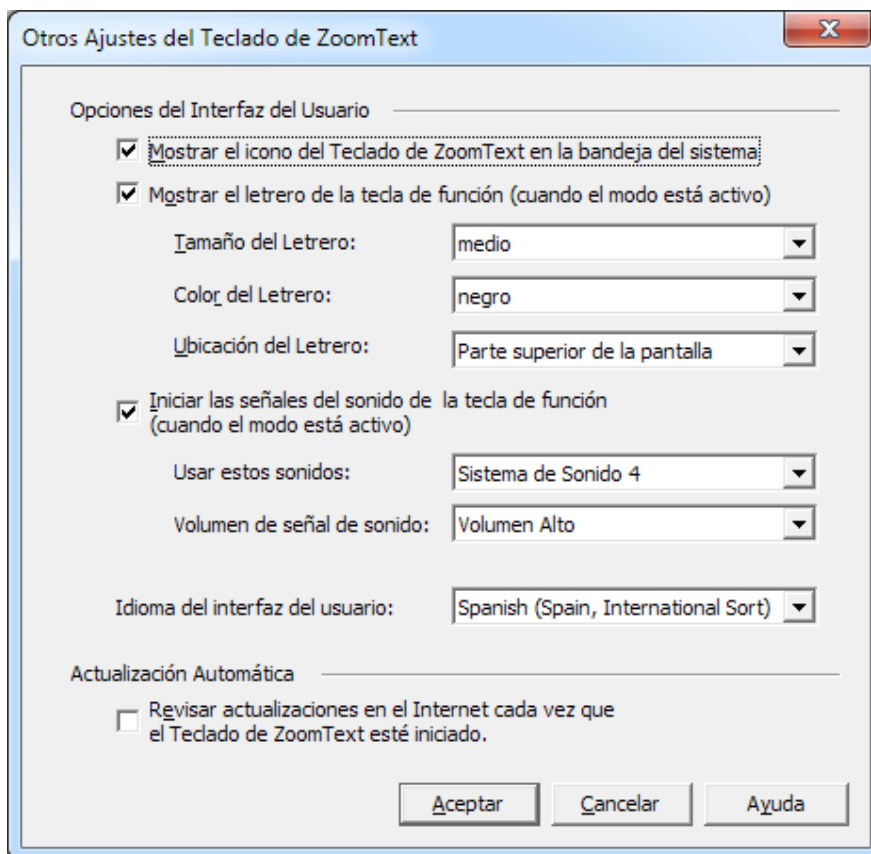 Otros Ajustes del Teclado de ZoomText
Opciones del Interfaz del Usuario
Mostrar el icono del Teclado de ZoomText en la bandeja del sistema
Mostrar el letrero de la tecla de función (cuando el modo está activo)
Tamaño del Letrero: medio
Color del Letrero: negro
Ubicación del Letrero: Parte superior de la pantalla
Iniciar las señales del sonido de la tecla de función
(cuando el modo está activo)
Usar estos sonidos: Sistema de Sonido 4
Volumen de señal de sonido: Volumen Alto
Idioma del interfaz del usuario: Spanish (Spain, International Sort)
Actualización Automática
Revisar actualizaciones en el Internet cada vez que
el Teclado de ZoomText esté iniciado.
Aceptar Cancelar Ayuda